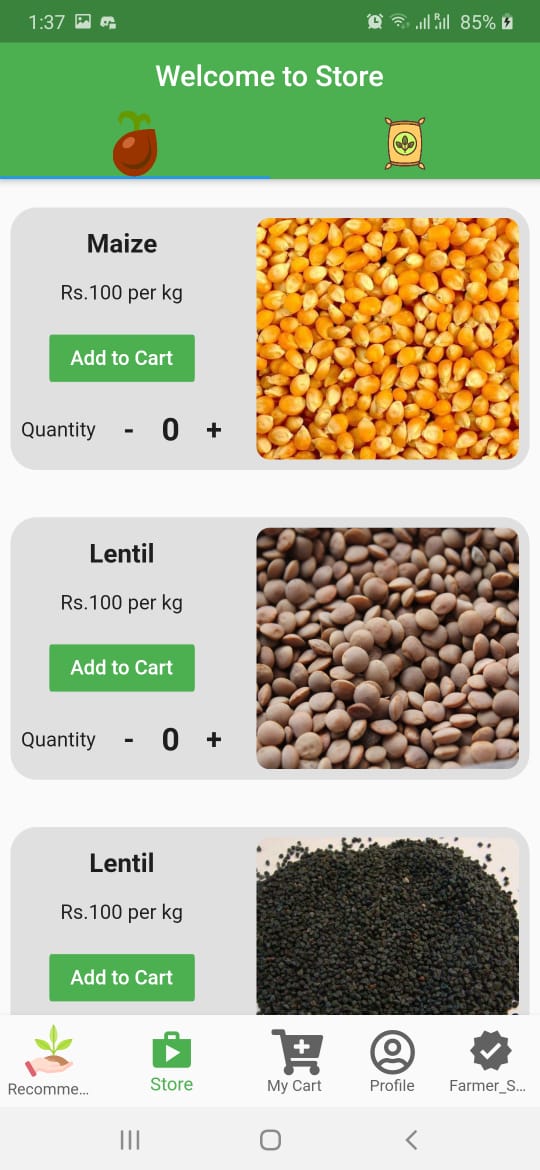 1:37 85%
Welcome to Store
Maize
Rs.100 per kg
Add to Cart
Quantity - 0 +
Lentil
Rs.100 per kg
Add to Cart
Quantity - 0 +
Lentil
Rs.100 per kg
Add to Cart
Recomme... Store My Cart Profile Farmer_S...